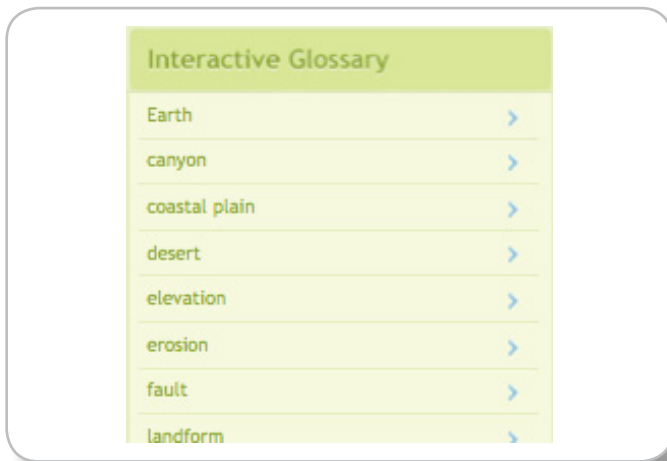 Interactive Glossary
Earth
canyon
coastal plain
desert
elevation
erosion
fault
landform